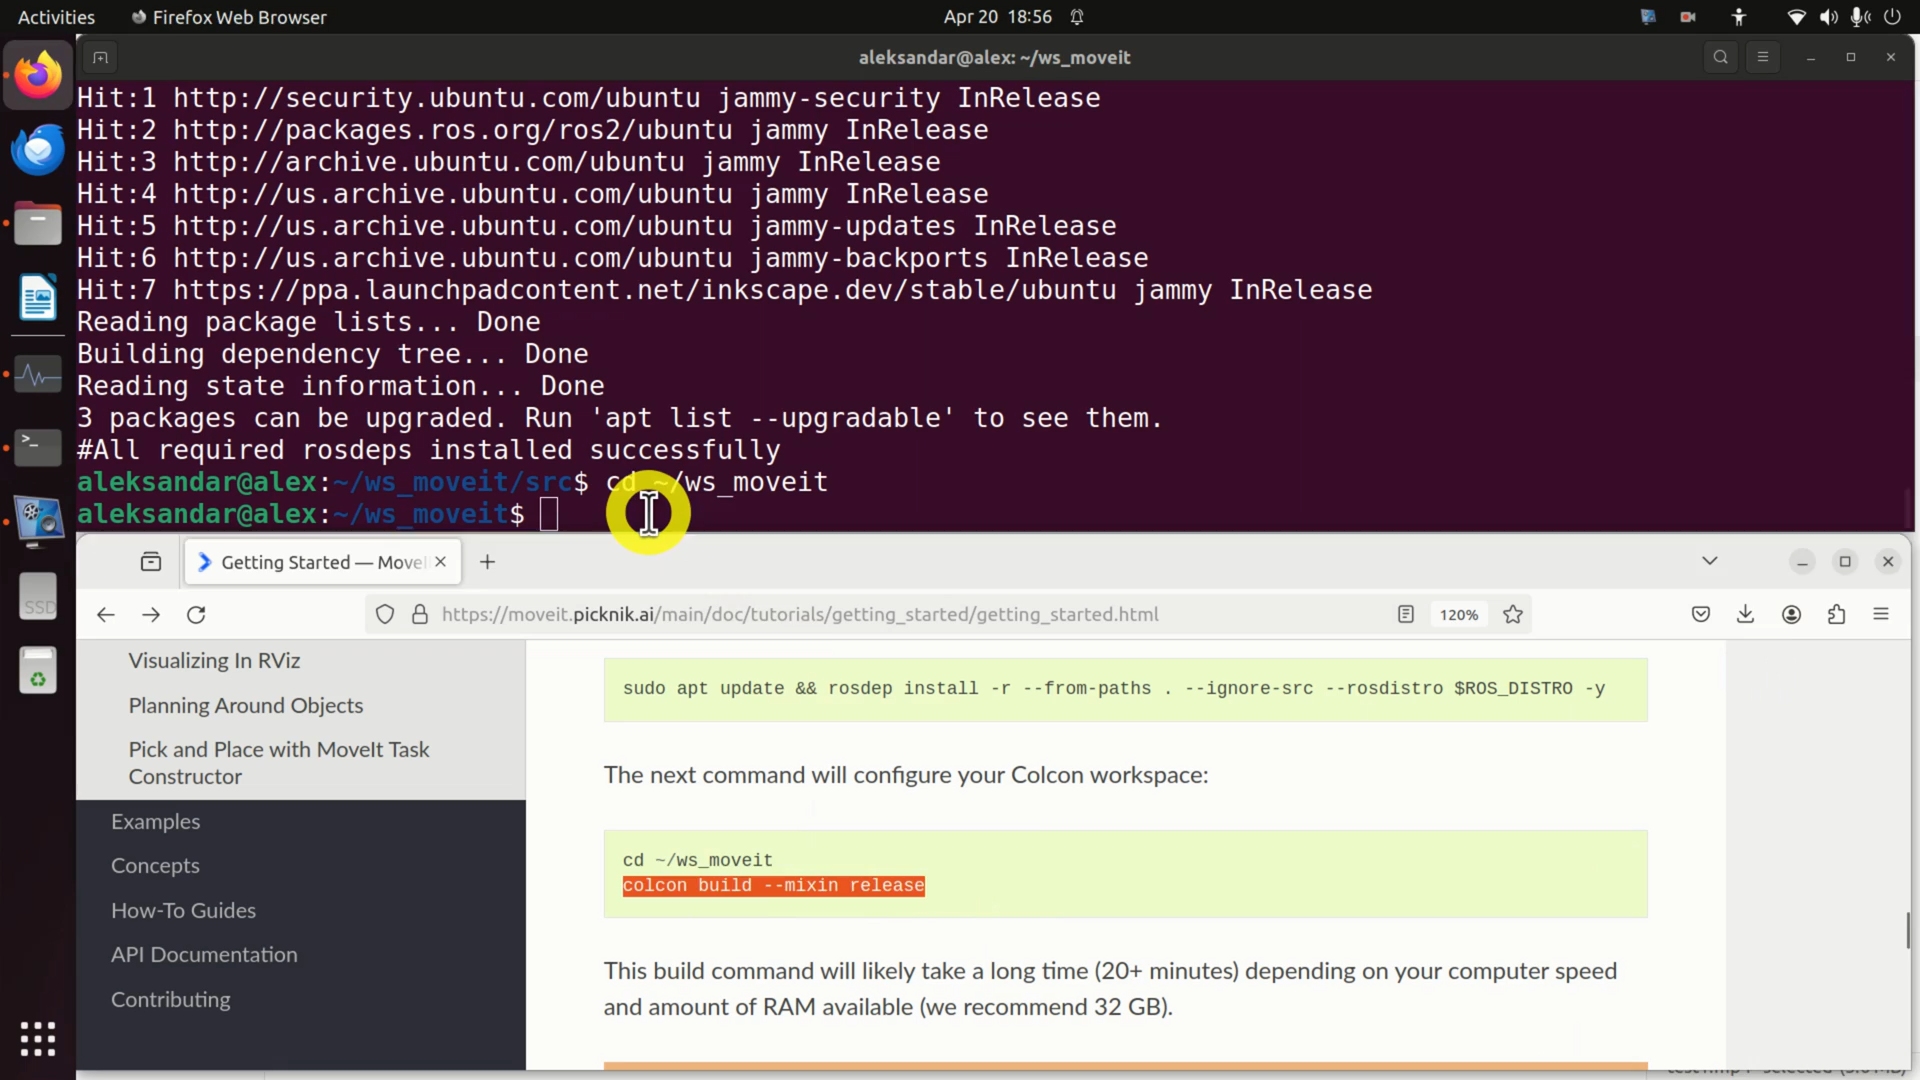 Activities Firefox Web Browser Apr 20 18:56
aleksandar@alex: ~/ws_moveit
Hit:1 http://security.ubuntu.com/ubuntu jammy-security InRelease
Hit:2 http://packages.ros.org/ros2/ubuntu jammy InRelease
Hit:3 http://archive.ubuntu.com/ubuntu jammy InRelease
Hit:4 http://us.archive.ubuntu.com/ubuntu jammy InRelease
Hit:5 http://us.archive.ubuntu.com/ubuntu jammy-updates InRelease
Hit:6 http://us.archive.ubuntu.com/ubuntu jammy-backports InRelease
Hit:7 https://ppa.launchpadcontent.net/inkscape.dev/stable/ubuntu jammy InRelease
Reading package lists... Done
Building dependency tree... Done
Reading state information... Done
3 packages can be upgraded. Run 'apt list --upgradable' to see them.
#All required rosdeps installed successfully
aleksandar@alex:~/ws_moveit/src$ cd ~/ws_moveit
aleksandar@alex:~/ws_moveit$
Getting Started — Move
https://moveit.picknik.ai/main/doc/tutorials/getting_started/getting_started.html 120%
SSD
Visualizing In RViz
Planning Around Objects
Pick and Place with MoveIt Task
Constructor
Examples
Concepts
How-To Guides
API Documentation
Contributing
sudo apt update && rosdep install -r --from-paths . --ignore-src --rosdistro $ROS_DISTRO -y
The next command will configure your Colcon workspace:
cd ~/ws_moveit
colcon build --mixin release
This build command will likely take a long time (20+ minutes) depending on your computer speed
and amount of RAM available (we recommend 32 GB).